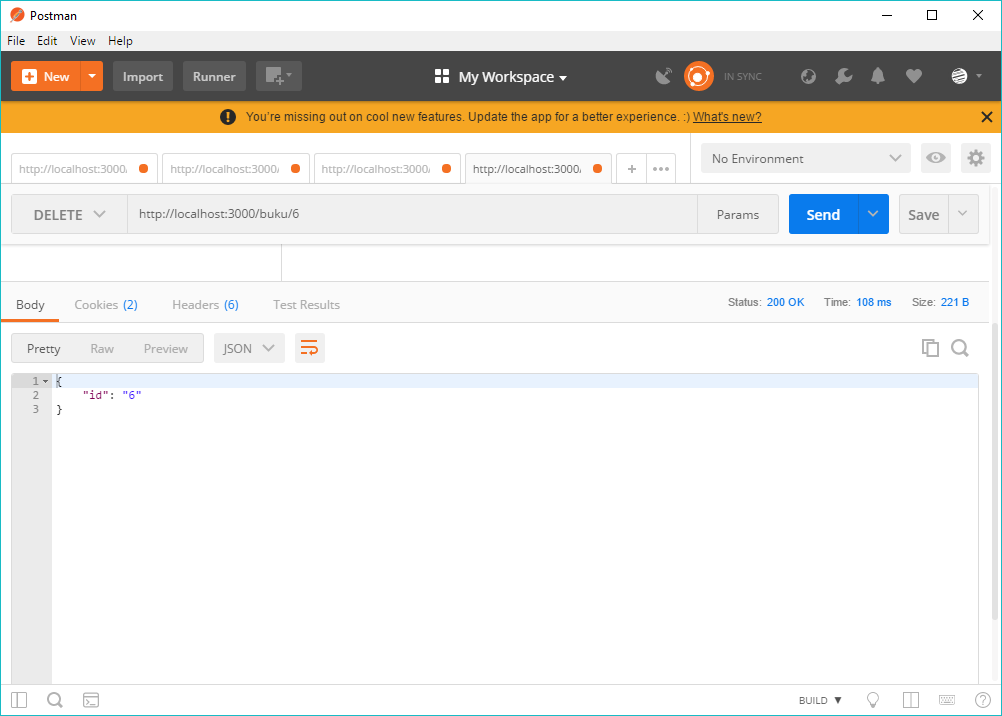 Postman
File Edit View Help
New Import Runner My Workspace IN SYNC
You're missing out on cool new features. Update the app for a better experience. :) What's new?
http://localhost:3000/ http://localhost:3000/ http://localhost:3000/ http://localhost:3000/ + ••• No Environment
DELETE http://localhost:3000/buku/6 Params Send Save
Body Cookies (2) Headers (6) Test Results Status: 200 OK Time: 108 ms Size: 221 B
Pretty Raw Preview JSON
1 {
2 "id": "6"
3 }
BUILD